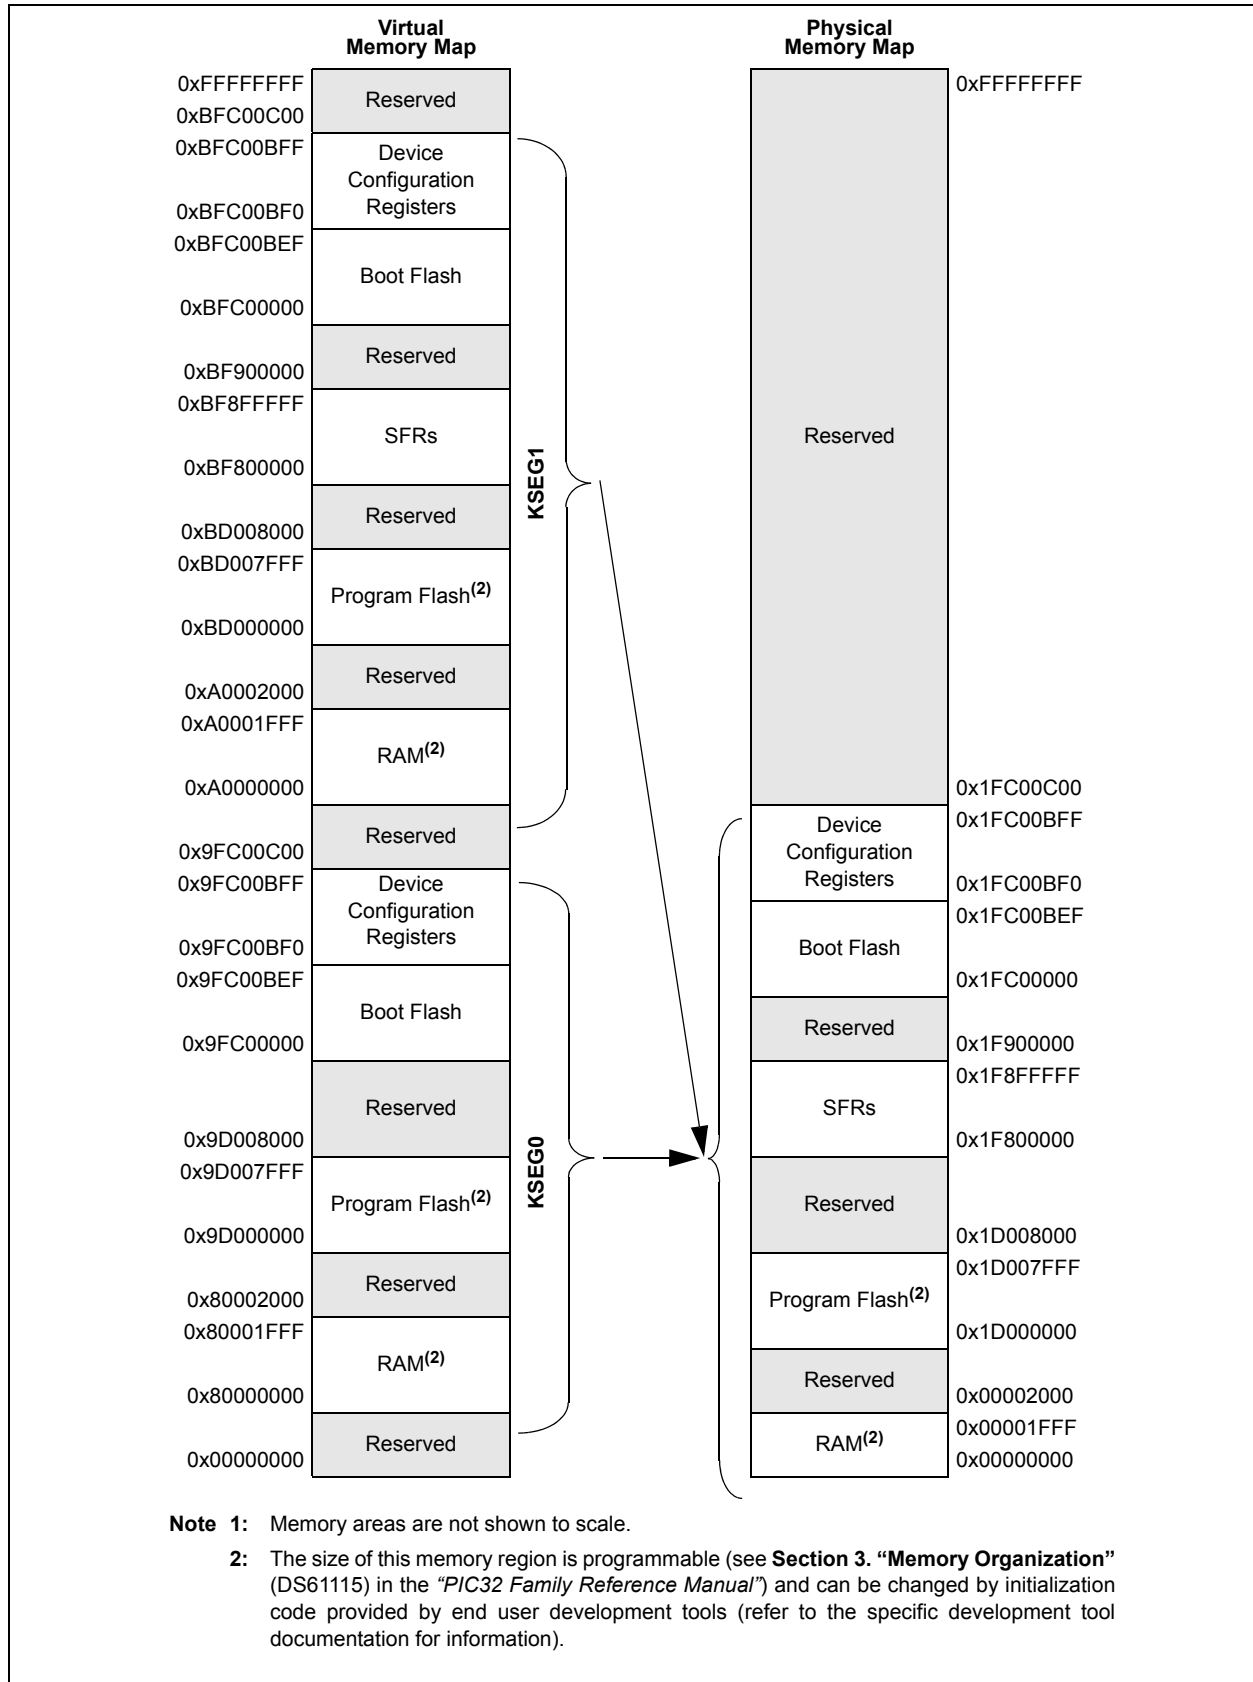 Virtual
Memory Map
0xFFFFFFFF
Reserved
0xBFC00C00
0xBFC00BFF
Device
Configuration
Registers
0xBFC00BF0
0xBFC00BEF
Boot Flash
0xBFC00000
Reserved
0xBF900000
0xBF8FFFFF
SFRs
0xBF800000
Reserved
0xBD008000
0xBD007FFF
Program Flash(2)
0xBD000000
Reserved
0xA0002000
0xA0001FFF
RAM(2)
0xA0000000
Reserved
0x9FC00C00
0x9FC00BFF
Device
Configuration
Registers
0x9FC00BF0
0x9FC00BEF
Boot Flash
0x9FC00000
Reserved
0x9D008000
0x9D007FFF
Program Flash(2)
0x9D000000
Reserved
0x80002000
0x80001FFF
RAM(2)
0x80000000
Reserved
0x00000000
KSEG1
KSEG0
Physical
Memory Map
0xFFFFFFFF
Reserved
0x1FC00C00
0x1FC00BFF
Device
Configuration
Registers
0x1FC00BF0
0x1FC00BEF
Boot Flash
0x1FC00000
Reserved
0x1F900000
0x1F8FFFFF
SFRs
0x1F800000
Reserved
0x1D008000
0x1D007FFF
Program Flash(2)
0x1D000000
Reserved
0x00002000
0x00001FFF
RAM(2)
0x00000000
Note 1: Memory areas are not shown to scale.
2: The size of this memory region is programmable (see Section 3. “Memory Organization”
(DS61115) in the “PIC32 Family Reference Manual”) and can be changed by initialization
code provided by end user development tools (refer to the specific development tool
documentation for information).